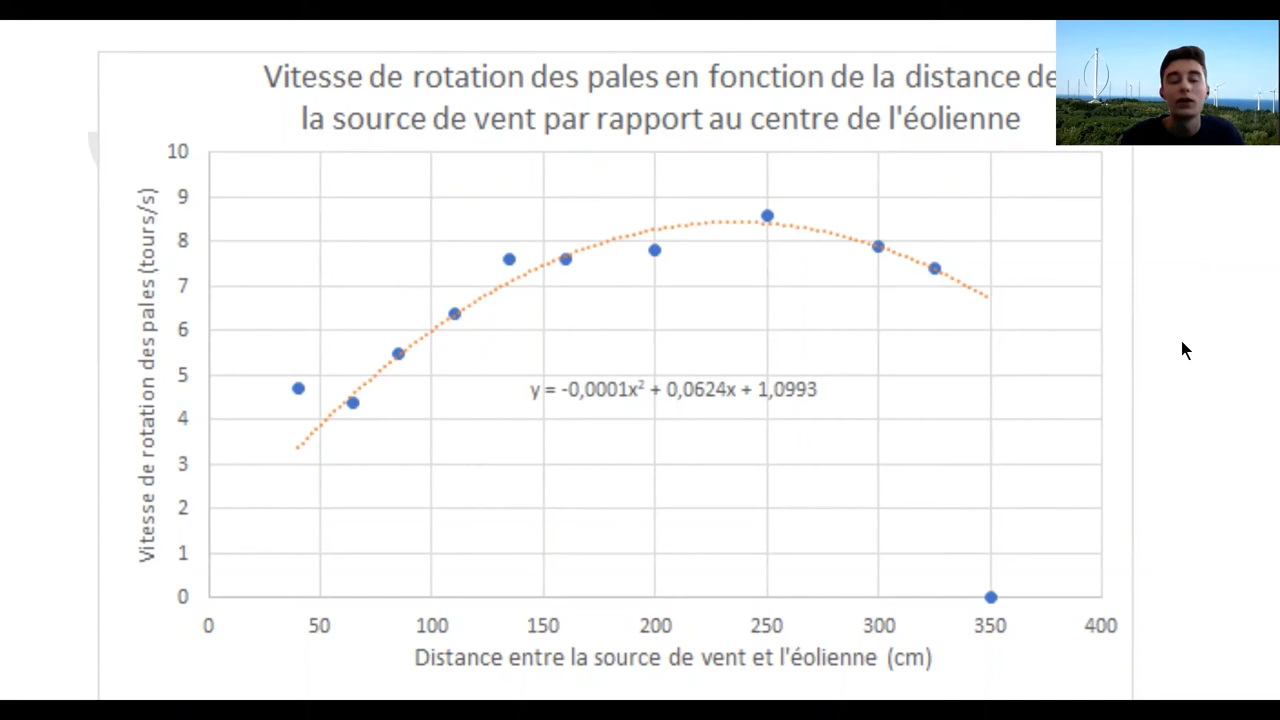 Vitesse de rotation des pales en fonction de la distance de
la source de vent par rapport au centre de l'éolienne
10
9
8
7
6
5
4
3
2
1
0
Vitesse de rotation des pales (tours/s)
y = -0,0001x² + 0,0624x + 1,0993
0 50 100 150 200 250 300 350 400
Distance entre la source de vent et l'éolienne (cm)